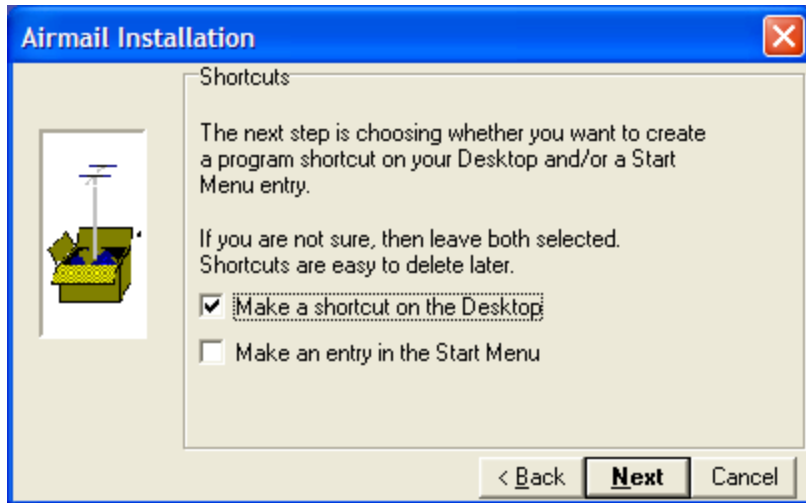 Airmail Installation
Shortcuts
The next step is choosing whether you want to create
a program shortcut on your Desktop and/or a Start
Menu entry.
If you are not sure, then leave both selected.
Shortcuts are easy to delete later.
Make a shortcut on the Desktop
Make an entry in the Start Menu
< Back Next Cancel